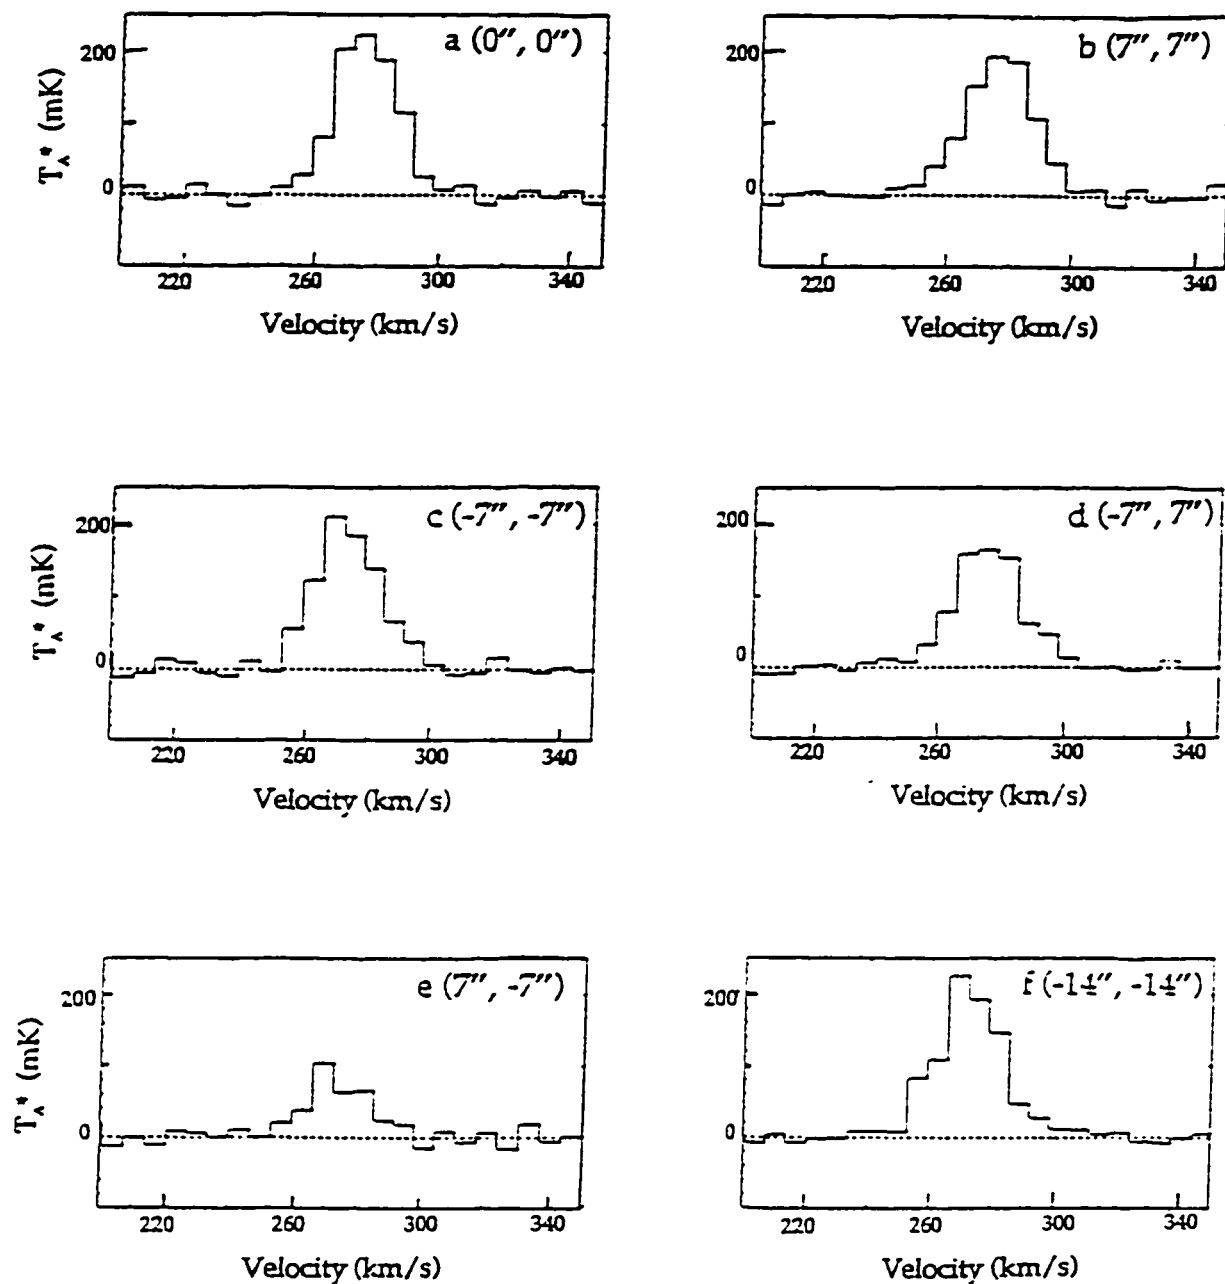 a (0″, 0″)
b (7″, 7″)
200
200
T_A* (mK)
0
0
220 260 300 340
220 260 300 340
Velocity (km/s)
Velocity (km/s)
c (-7″, -7″)
d (-7″, 7″)
200
200
T_A* (mK)
0
0
220 260 300 340
220 260 300 340
Velocity (km/s)
Velocity (km/s)
e (7″, -7″)
f (-14″, -14″)
200
200
T_A* (mK)
0
0
220 260 300 340
220 260 300 340
Velocity (km/s)
Velocity (km/s)